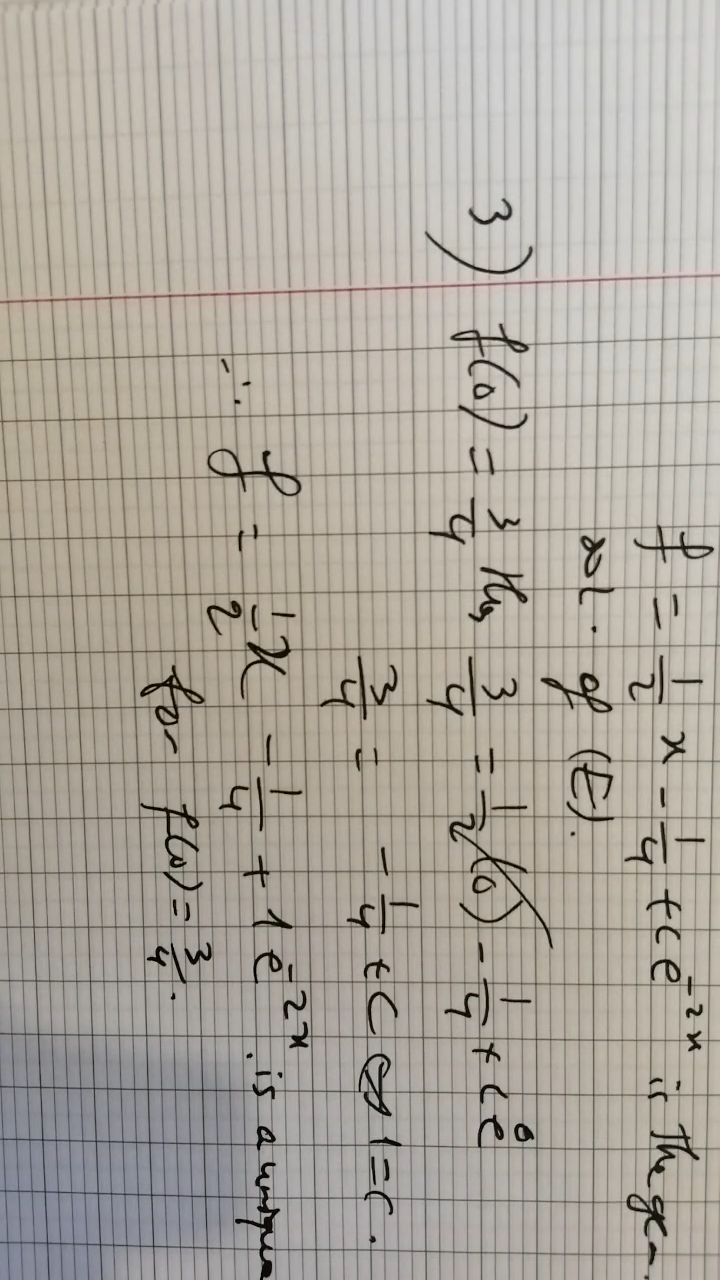 f = 1/2 x - 1/4 + ce^-2x is the gen.
sol. of (E).
3) f(0) = 3/4 thus 3/4 = 1/2(0) - 1/4 + ce^0
3/4 = - 1/4 + C ⇔ 1 = C.
∴ f = 1/2 x - 1/4 + 1e^-2x. is a unique
for f(0) = 3/4.